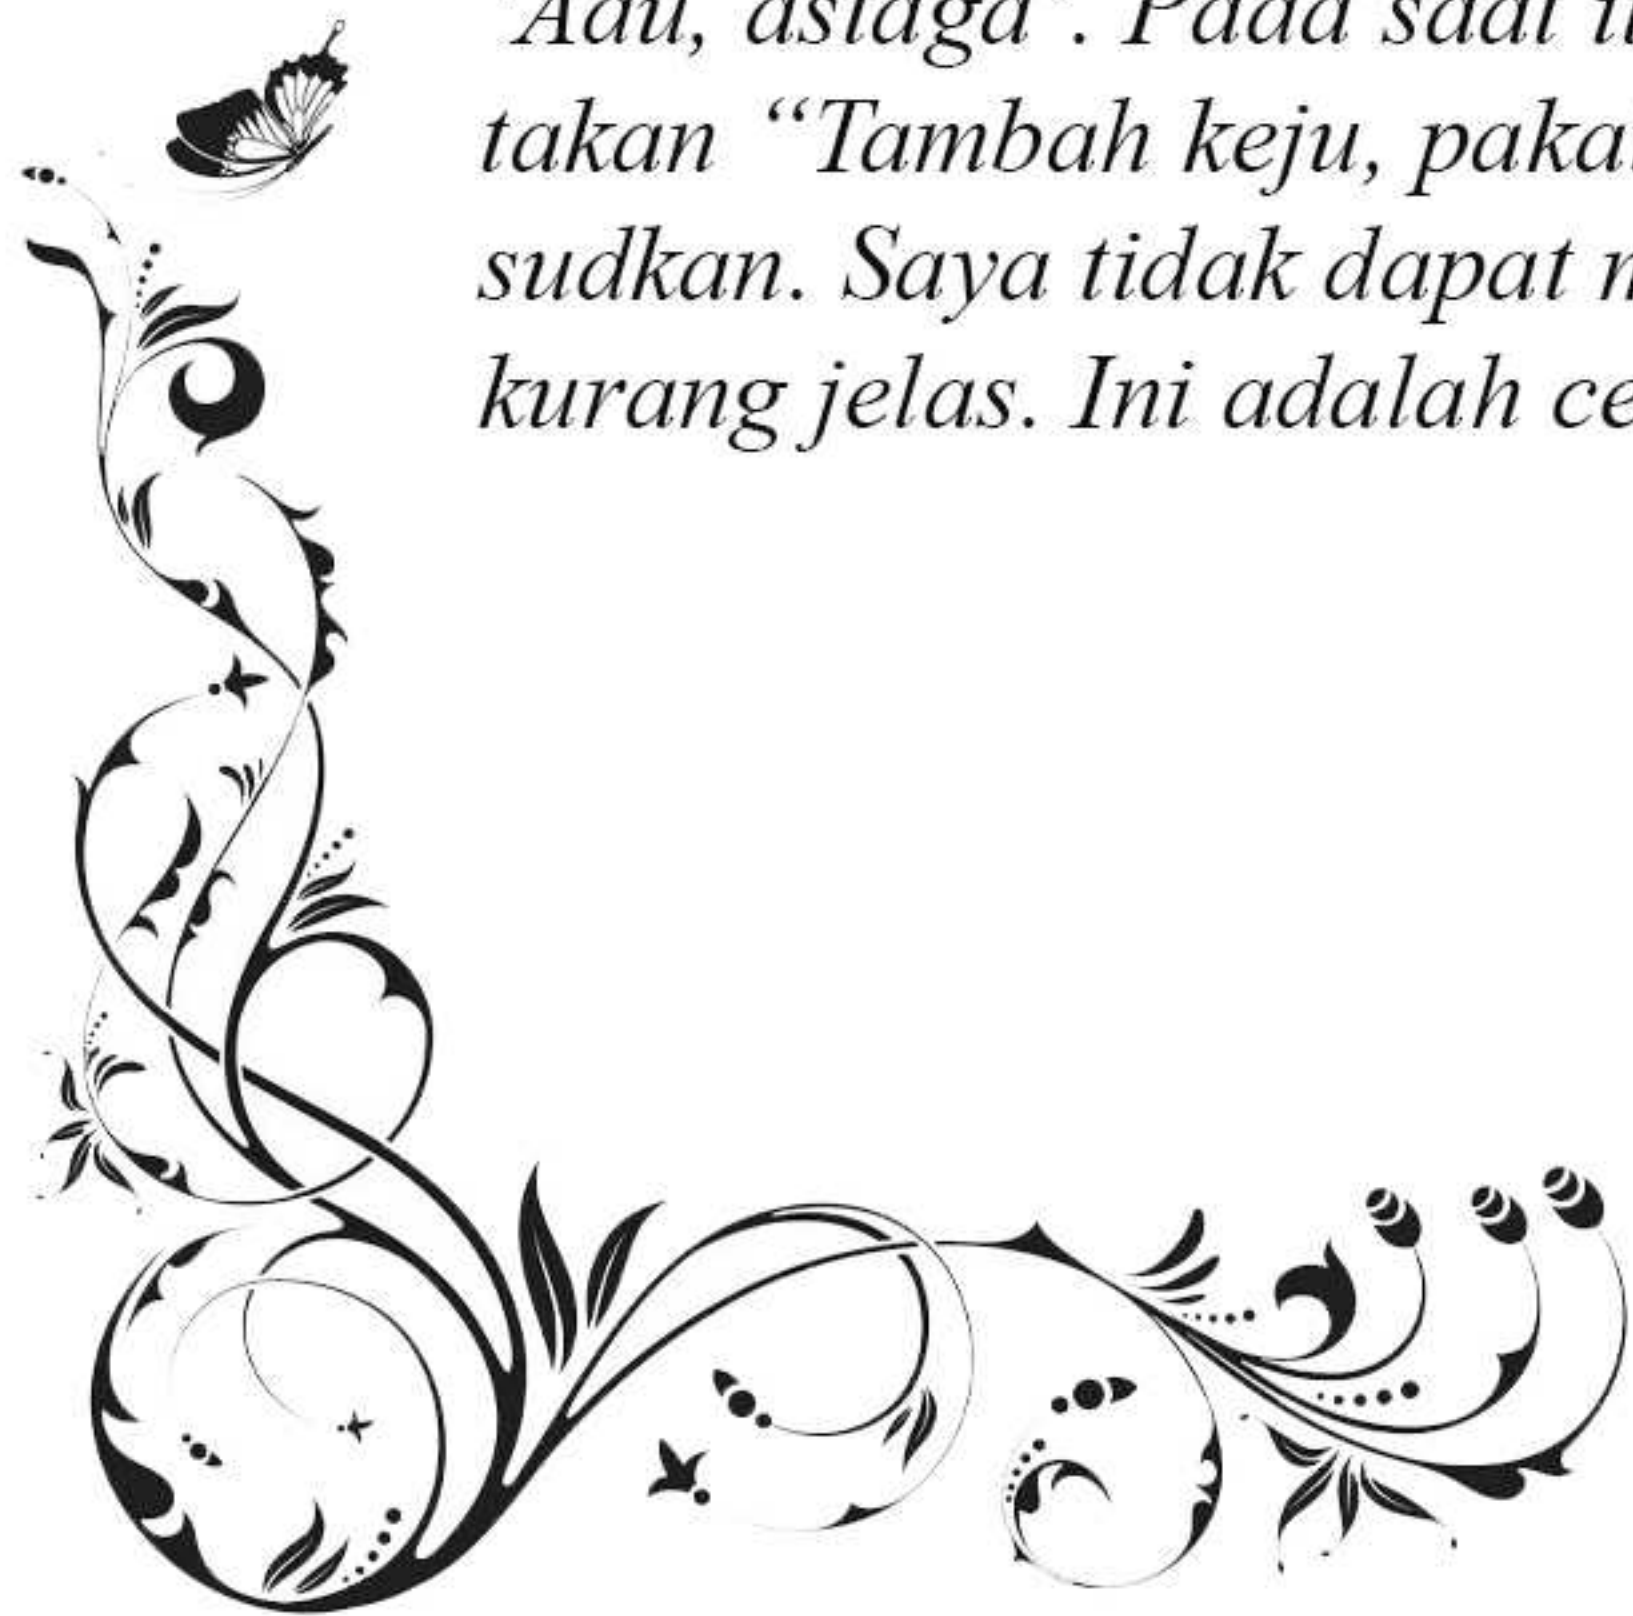 Adu, astaga". Pada saat
takan “Tambah keju,
sudkan. Saya tidak dapat
kurang jelas. Ini adalah